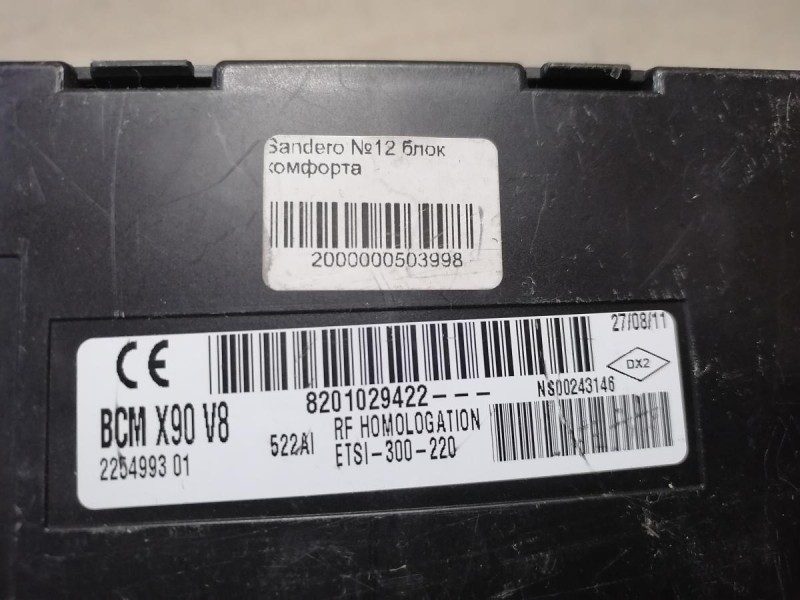 Sandero №12 блок
комфорта
2000000503998
27/08/11
CE
DX2
8201029422---
NS00243146
BCM X90 V8
522AI
RF HOMOLOGATION
2254993 01
ETSI-300-220